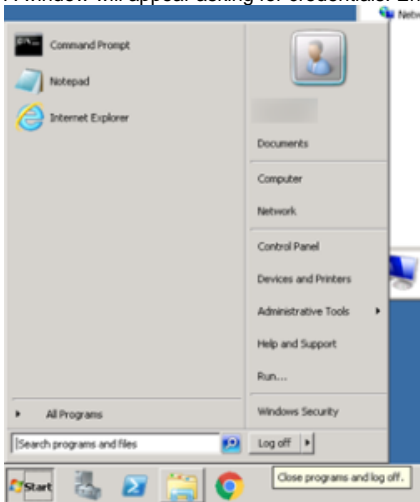 A window will appear asking for credentials. En
Netw
Command Prompt
Notepad
Internet Explorer
Documents
Computer
Network
Control Panel
Devices and Printers
Administrative Tools
Help and Support
Run...
All Programs
Windows Security
Search programs and files
Log off
Start
Close programs and log off.